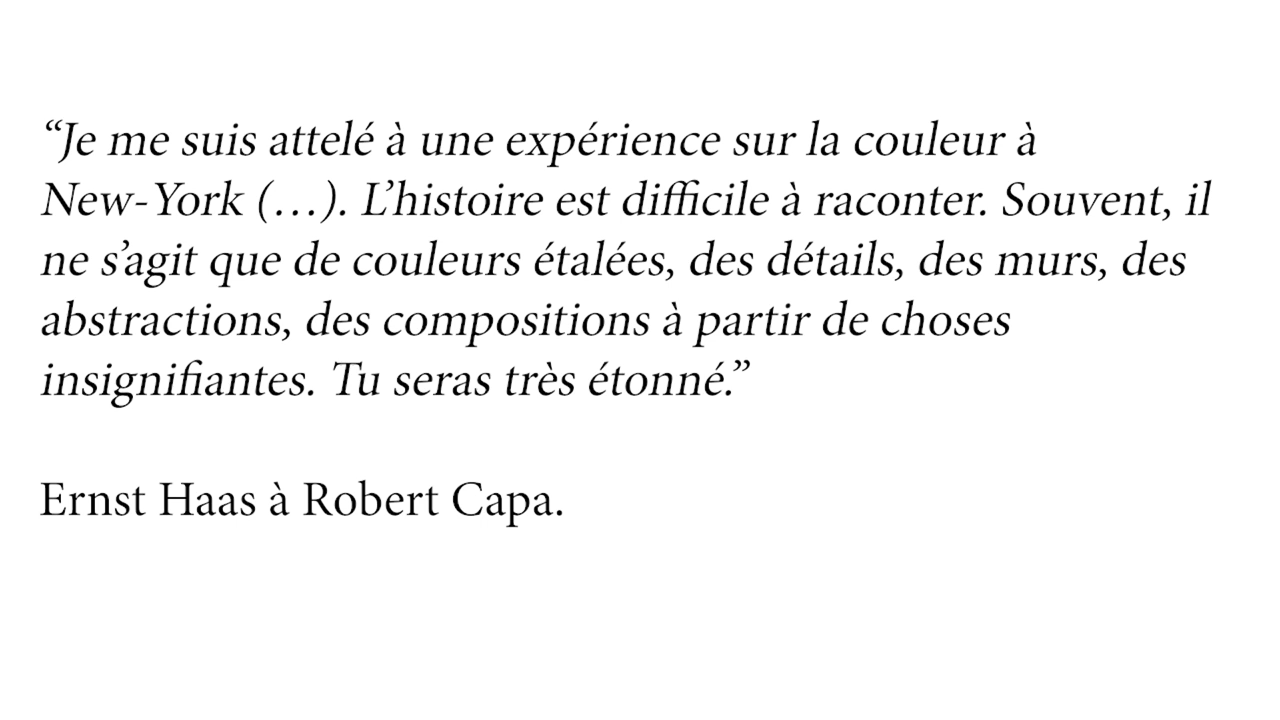 “Je me suis attelé à une expérience sur la couleur à
New-York (…). L’histoire est difficile à raconter. Souvent, il
ne s’agit que de couleurs étalées, des détails, des murs, des
abstractions, des compositions à partir de choses
insignifiantes. Tu seras très étonné.”
Ernst Haas à Robert Capa.